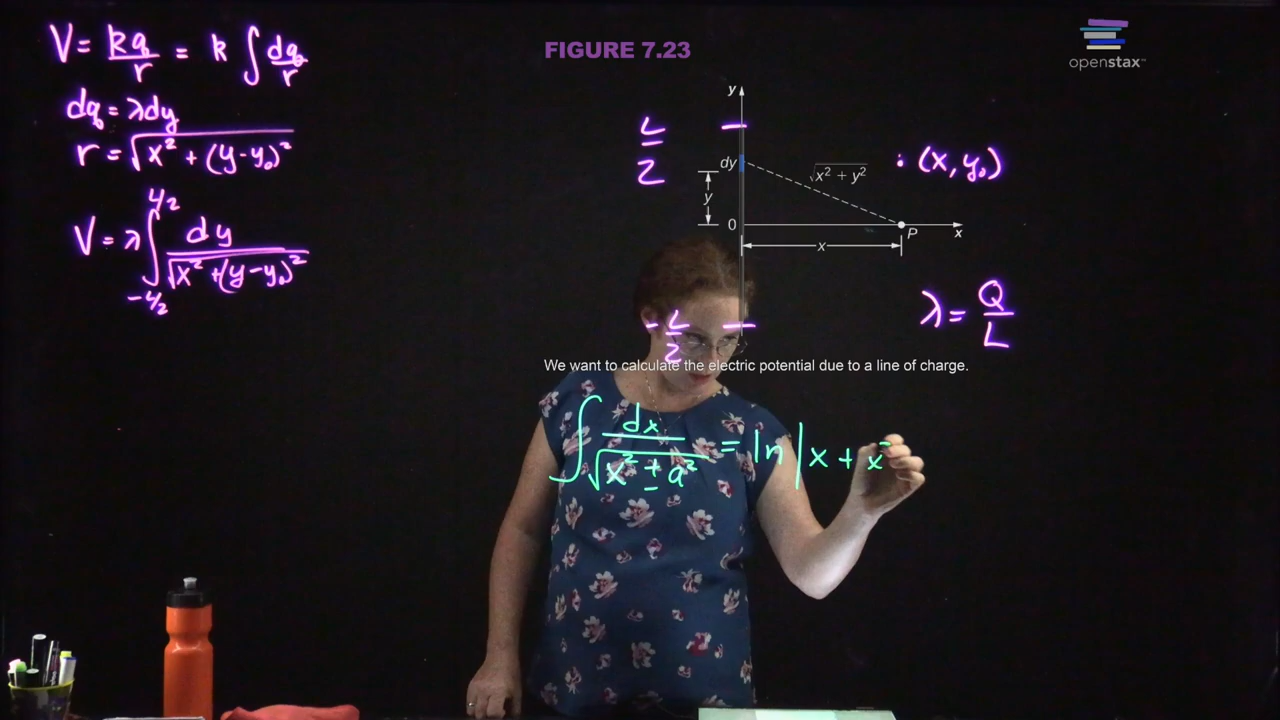 V = kq/r = k ∫ dq/r
dq = λdy
r = √(x² + (y-y₀)²)
V = λ ∫_{-L/2}^{L/2} dy/√(x² + (y-y₀)²)
FIGURE 7.23
openstax™
y
L/2
dy
√(x² + y²)
(x, y₀)
y
0
P
x
x
λ = Q/L
-L/2
We want to calculate the electric potential due to a line of charge.
∫ dx/√(x² ± a²) = ln |x + x